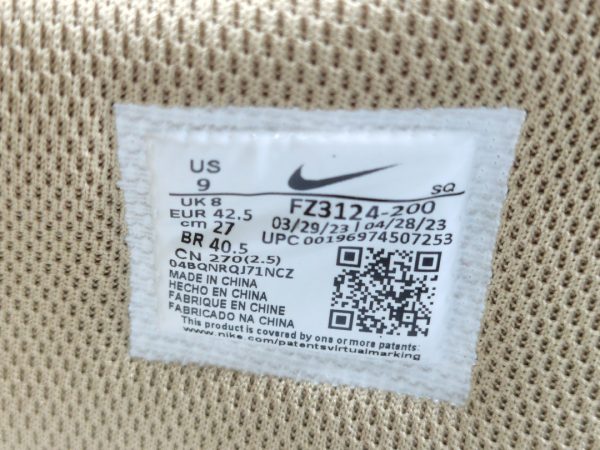 US
9
SQ
UK 8
FZ3124-200
EUR 42.5
03/29/23 | 04/28/23
cm 27
UPC 00196974507253
BR 40.5
CN 270(2.5)
04BQNRQJ71NCZ
MADE IN CHINA
HECHO EN CHINA
FABRIQUE EN CHINE
FABRICADO NA CHINA
This product is covered by one or more patents:
www.nike.com/patentsvirtualmarking